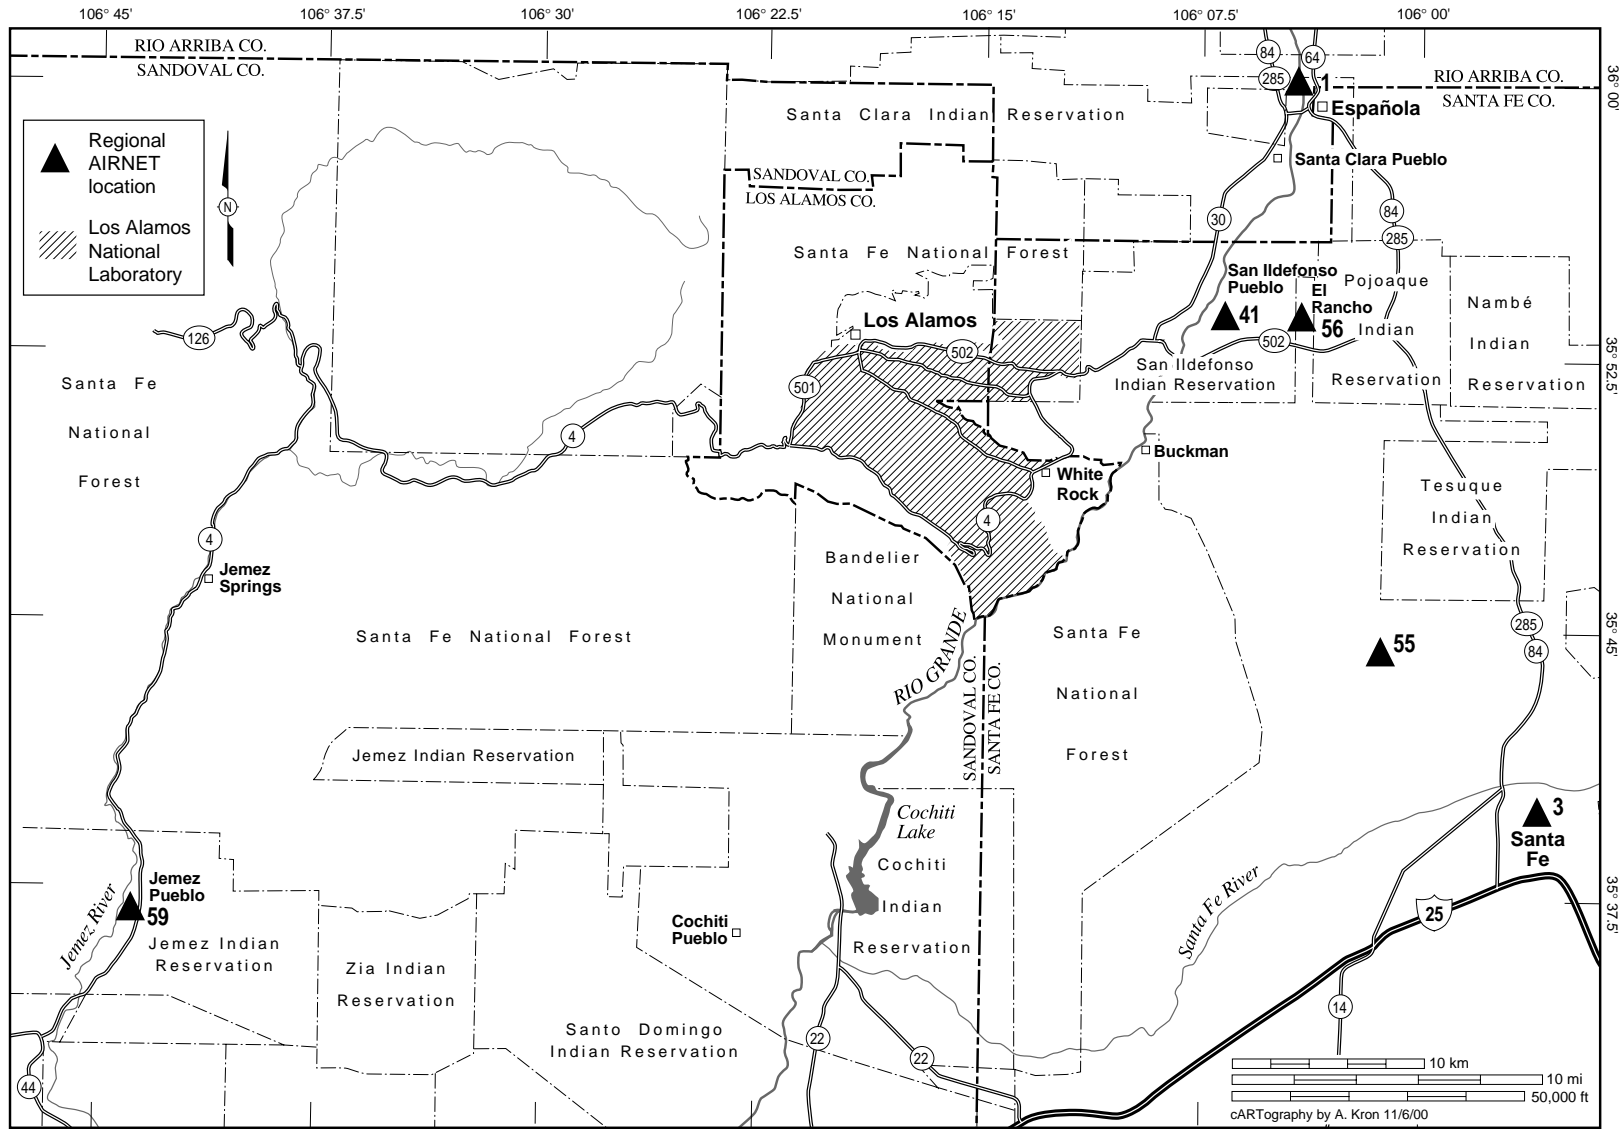 106° 45'
106° 37.5'
106° 30'
106° 22.5'
106° 15'
106° 07.5'
106° 00'
RIO ARRIBA CO.
SANDOVAL CO.
84
64
285
1
RIO ARRIBA CO.
SANTA FE CO.
36° 00'
Española
Santa Clara Indian Reservation
Regional
AIRNET
location
Los Alamos
National
Laboratory
N
Santa Clara Pueblo
SANDOVAL CO.
LOS ALAMOS CO.
30
84
285
Santa Fe National Forest
San Ildefonso
Pueblo
41
El
Rancho
56
Pojoaque
Indian
Reservation
Nambé
Indian
Reservation
Los Alamos
126
502
502
35° 52.5'
San Ildefonso
Indian Reservation
501
Santa Fe
National
Forest
4
Buckman
White
Rock
Tesuque
Indian
Reservation
4
4
Jemez
Springs
Bandelier
National
Monument
Santa Fe National Forest
RIO GRANDE
SANDOVAL CO.
SANTA FE CO.
Santa Fe
National
Forest
285
84
35° 45'
55
Jemez Indian Reservation
Cochiti
Lake
3
Santa
Fe
Cochiti
Indian
Reservation
Jemez
Pueblo
59
Jemez River
Jemez Indian
Reservation
Cochiti
Pueblo
Santa Fe River
25
35° 37.5'
Zia Indian
Reservation
14
Santo Domingo
Indian Reservation
22
22
44
10 km
10 mi
50,000 ft
cARTography by A. Kron 11/6/00